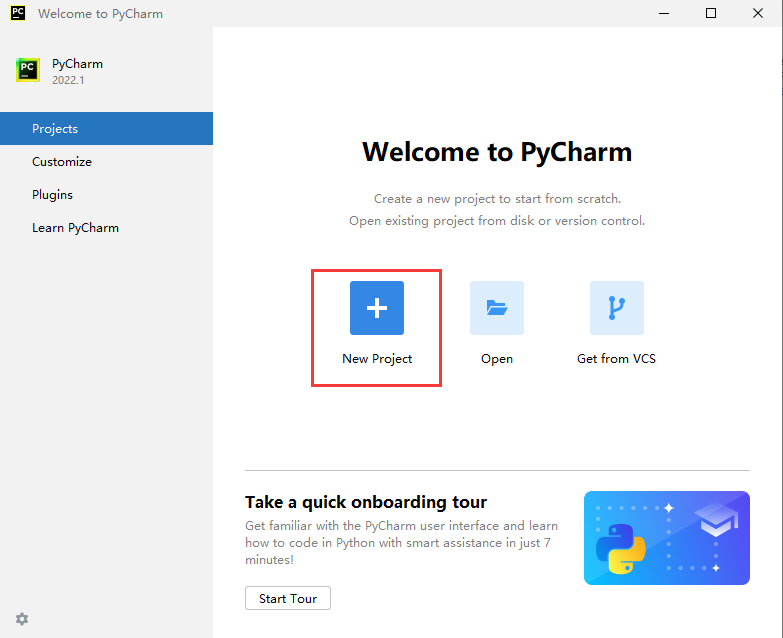 PC Welcome to PyCharm
PC PyCharm
2022.1
Projects
Customize
Plugins
Learn PyCharm
Welcome to PyCharm
Create a new project to start from scratch.
Open existing project from disk or version control.
New Project
Open
Get from VCS
Take a quick onboarding tour
Get familiar with the PyCharm user interface and learn
how to code in Python with smart assistance in just 7
minutes!
Start Tour